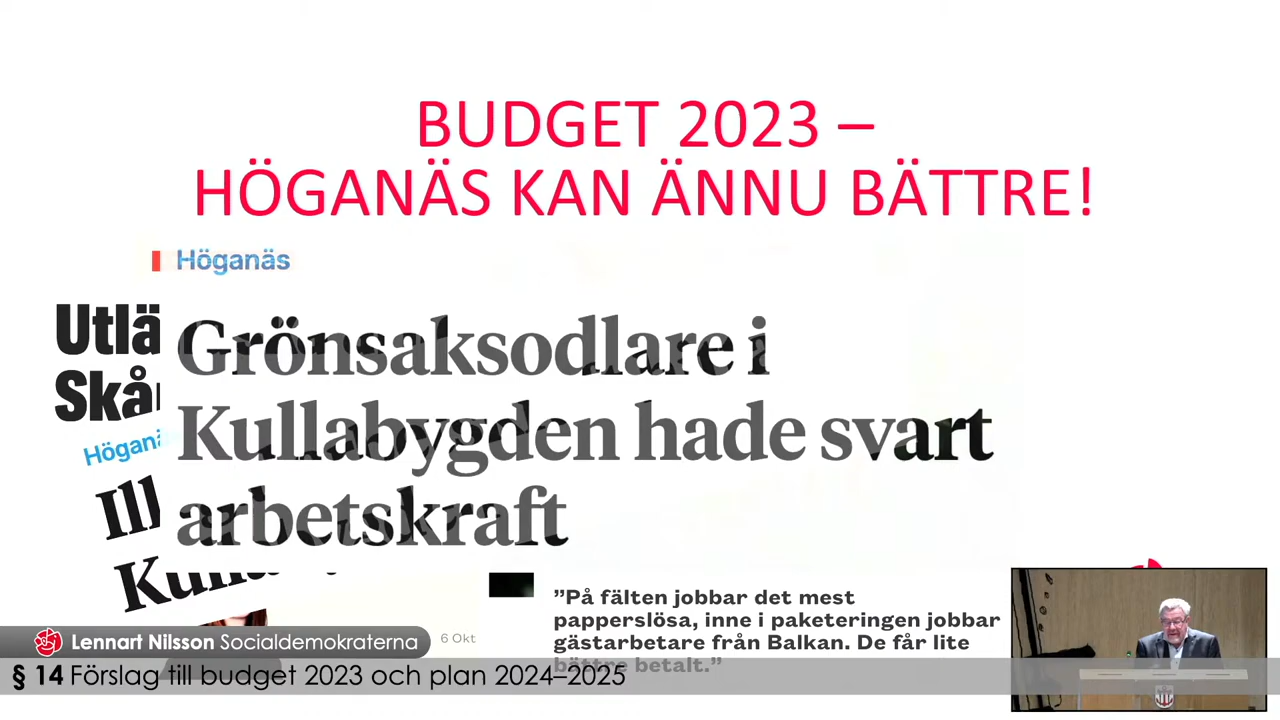 BUDGET 2023 –
HÖGANÄS KAN ÄNNU BÄTTRE!
Höganäs
Grönsaksodlare i
Kullabygden hade svart
arbetskraft
”På fälten jobbar det mest
papperslösa, inne i paketeringen jobbar
gästarbetare från Balkan. De får lite
bättre betalt.”
6 Okt
Lennart Nilsson Socialdemokraterna
§ 14 Förslag till budget 2023 och plan 2024–2025